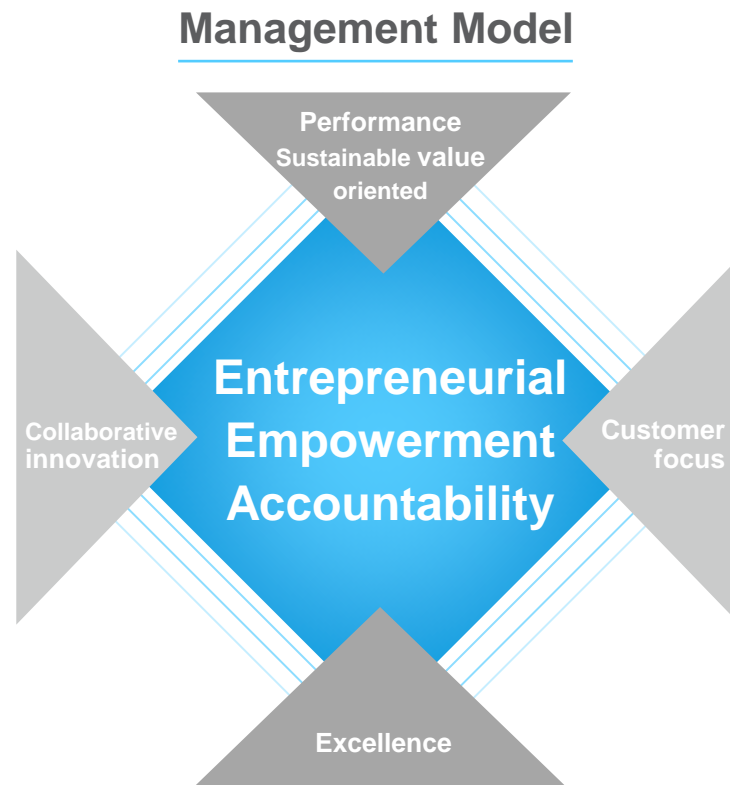 Management Model
Performance
Sustainable value
oriented
Entrepreneurial
Empowerment
Accountability
Collaborative
innovation
Customer
focus
Excellence